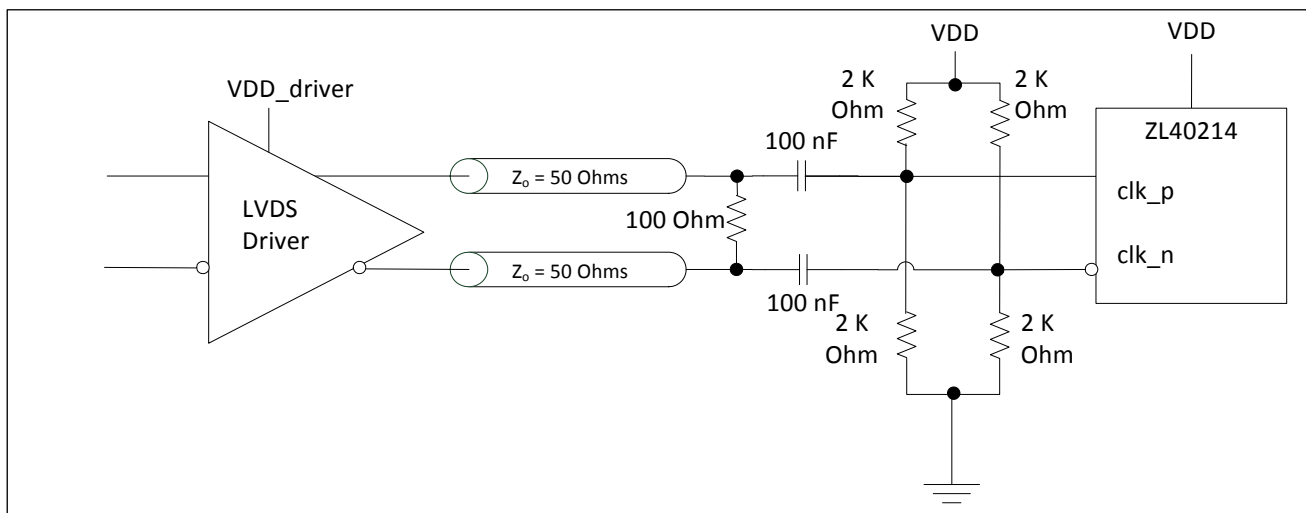 VDD
VDD
VDD_driver
2 K
Ohm
2 K
Ohm
ZL40214
100 nF
Zₒ = 50 Ohms
clk_p
LVDS
Driver
100 Ohm
clk_n
Zₒ = 50 Ohms
100 nF
2 K
Ohm
2 K
Ohm